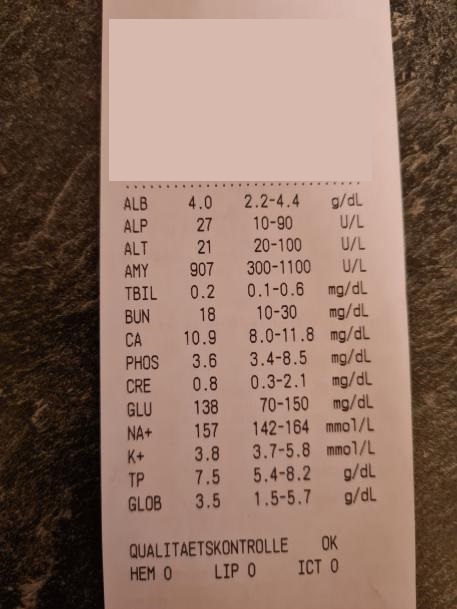 ALB 4.0 2.2-4.4 g/dL
ALP 27 10-90 U/L
ALT 21 20-100 U/L
AMY 907 300-1100 U/L
TBIL 0.2 0.1-0.6 mg/dL
BUN 18 10-30 mg/dL
CA 10.9 8.0-11.8 mg/dL
PHOS 3.6 3.4-8.5 mg/dL
CRE 0.8 0.3-2.1 mg/dL
GLU 138 70-150 mg/dL
NA+ 157 142-164 mmol/L
K+ 3.8 3.7-5.8 mmol/L
TP 7.5 5.4-8.2 g/dL
GLOB 3.5 1.5-5.7 g/dL
QUALITAETSKONTROLLE OK
HEM 0 LIP 0 ICT 0